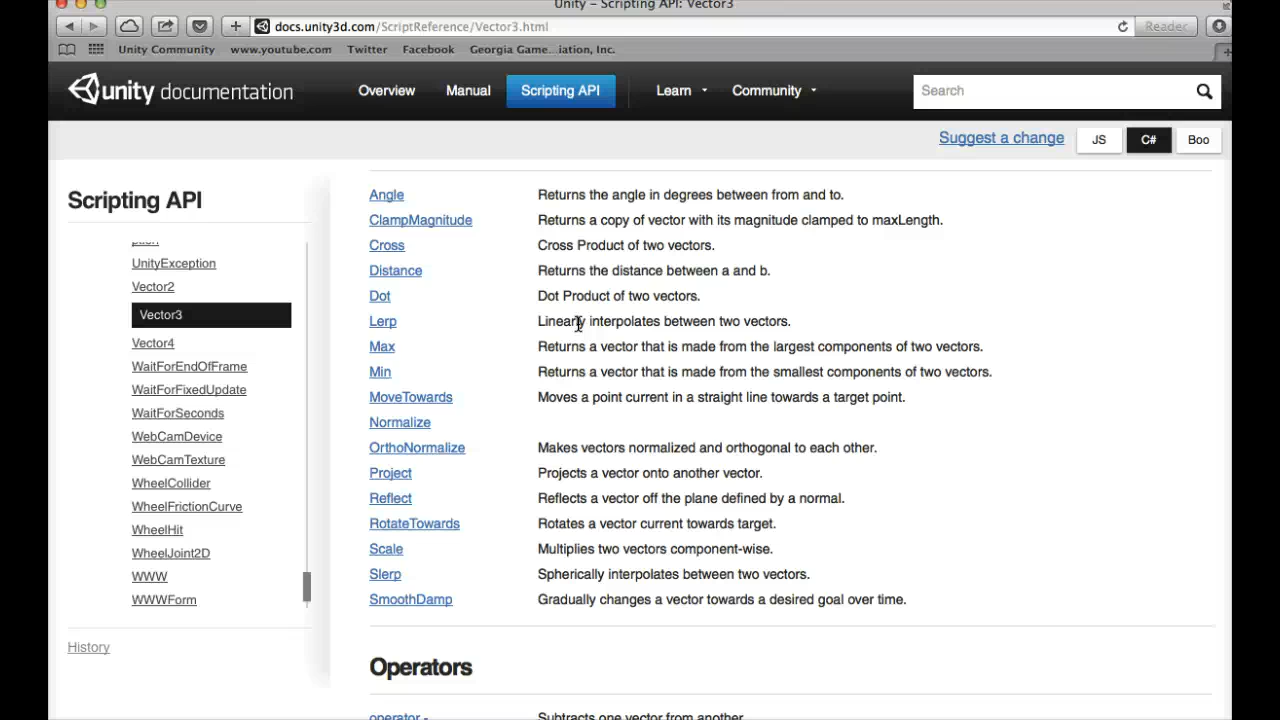 Unity – Scripting API: Vector3
docs.unity3d.com/ScriptReference/Vector3.html
Reader
Unity Community www.youtube.com Twitter Facebook Georgia Game...iation, Inc.
unity documentation Overview Manual Scripting API Learn Community Search
Suggest a change JS C# Boo
Scripting API
UnityException
Vector2
Vector3
Vector4
WaitForEndOfFrame
WaitForFixedUpdate
WaitForSeconds
WebCamDevice
WebCamTexture
WheelCollider
WheelFrictionCurve
WheelHit
WheelJoint2D
WWW
WWWForm
History
Angle Returns the angle in degrees between from and to.
ClampMagnitude Returns a copy of vector with its magnitude clamped to maxLength.
Cross Cross Product of two vectors.
Distance Returns the distance between a and b.
Dot Dot Product of two vectors.
Lerp Linearly interpolates between two vectors.
Max Returns a vector that is made from the largest components of two vectors.
Min Returns a vector that is made from the smallest components of two vectors.
MoveTowards Moves a point current in a straight line towards a target point.
Normalize
OrthoNormalize Makes vectors normalized and orthogonal to each other.
Project Projects a vector onto another vector.
Reflect Reflects a vector off the plane defined by a normal.
RotateTowards Rotates a vector current towards target.
Scale Multiplies two vectors component-wise.
Slerp Spherically interpolates between two vectors.
SmoothDamp Gradually changes a vector towards a desired goal over time.
Operators
operator - Subtracts one vector from another.